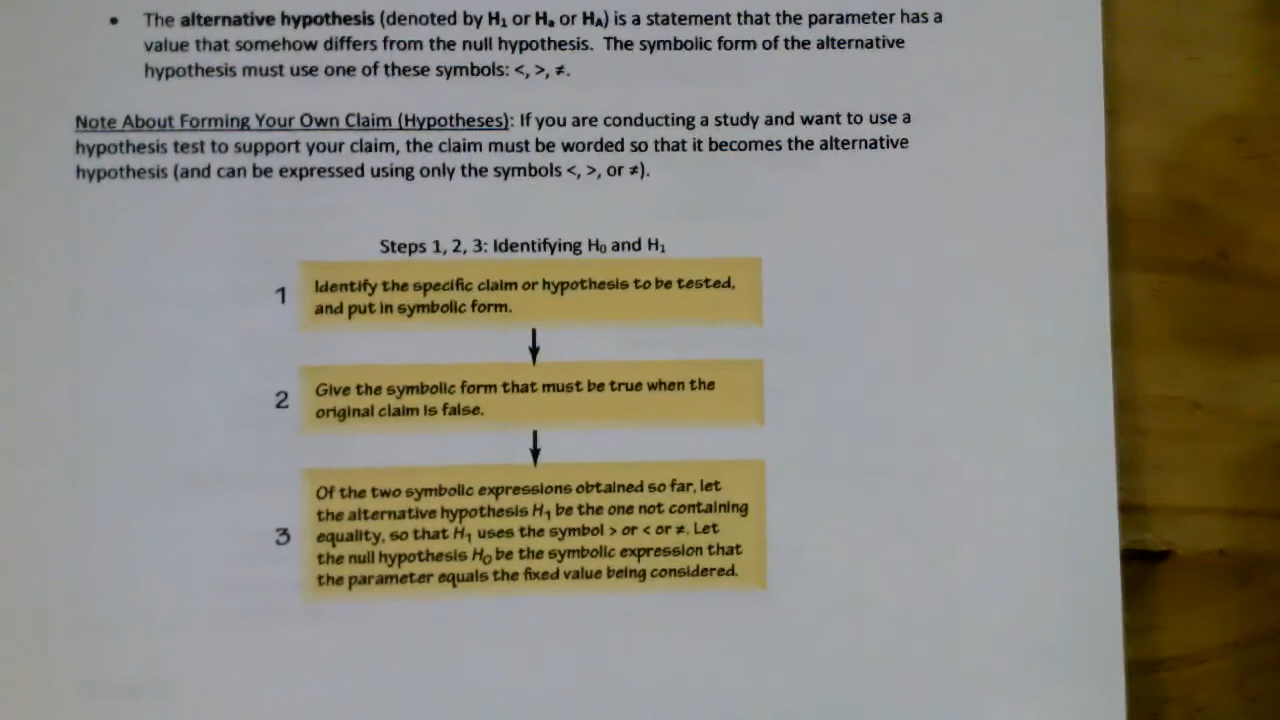 • The alternative hypothesis (denoted by H₁ or Hₐ or Hᴀ) is a statement that the parameter has a
value that somehow differs from the null hypothesis. The symbolic form of the alternative
hypothesis must use one of these symbols: <, >, ≠.
Note About Forming Your Own Claim (Hypotheses): If you are conducting a study and want to use a
hypothesis test to support your claim, the claim must be worded so that it becomes the alternative
hypothesis (and can be expressed using only the symbols <, >, or ≠).
Steps 1, 2, 3: Identifying H₀ and H₁
1
Identify the specific claim or hypothesis to be tested,
and put in symbolic form.
2
Give the symbolic form that must be true when the
original claim is false.
3
Of the two symbolic expressions obtained so far, let
the alternative hypothesis H₁ be the one not containing
equality, so that H₁ uses the symbol > or < or ≠. Let
the null hypothesis H₀ be the symbolic expression that
the parameter equals the fixed value being considered.